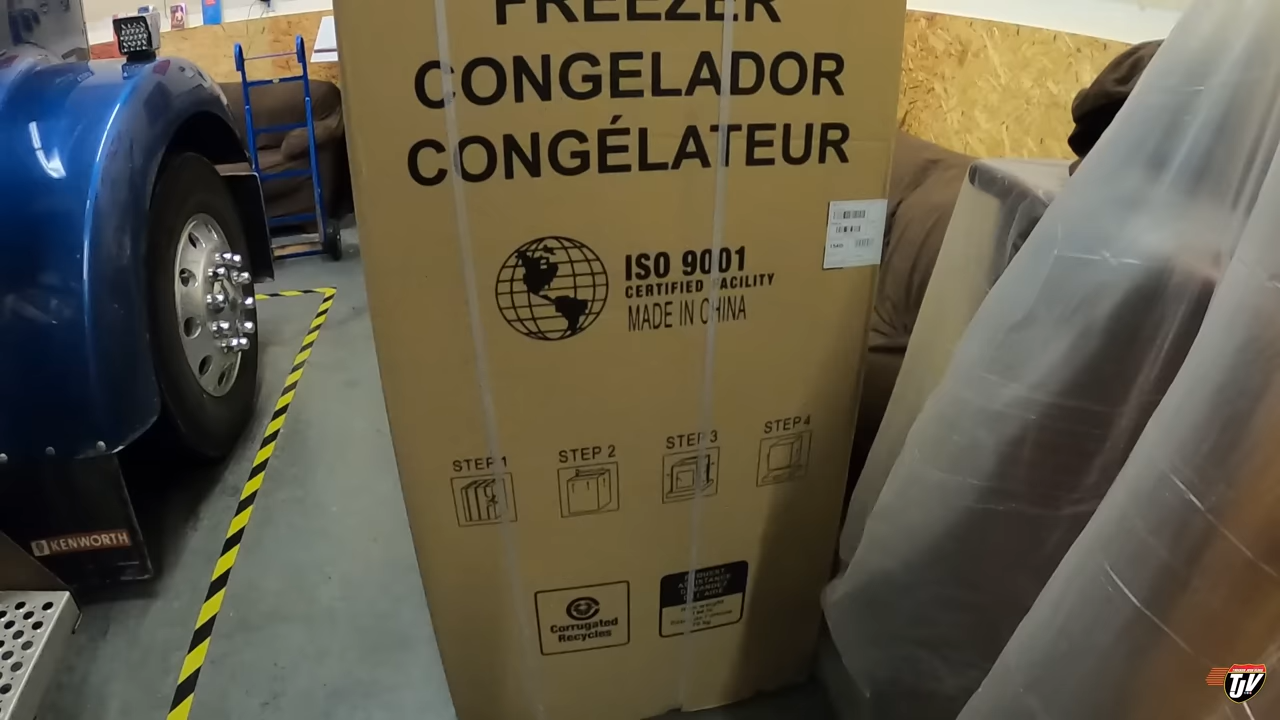 FREEZER
CONGELADOR
CONGÉLATEUR
ISO 9001
CERTIFIED FACILITY
MADE IN CHINA
STEP 1
STEP 2
STEP 3
STEP 4
KENWORTH
Corrugated
Recycles
TJV